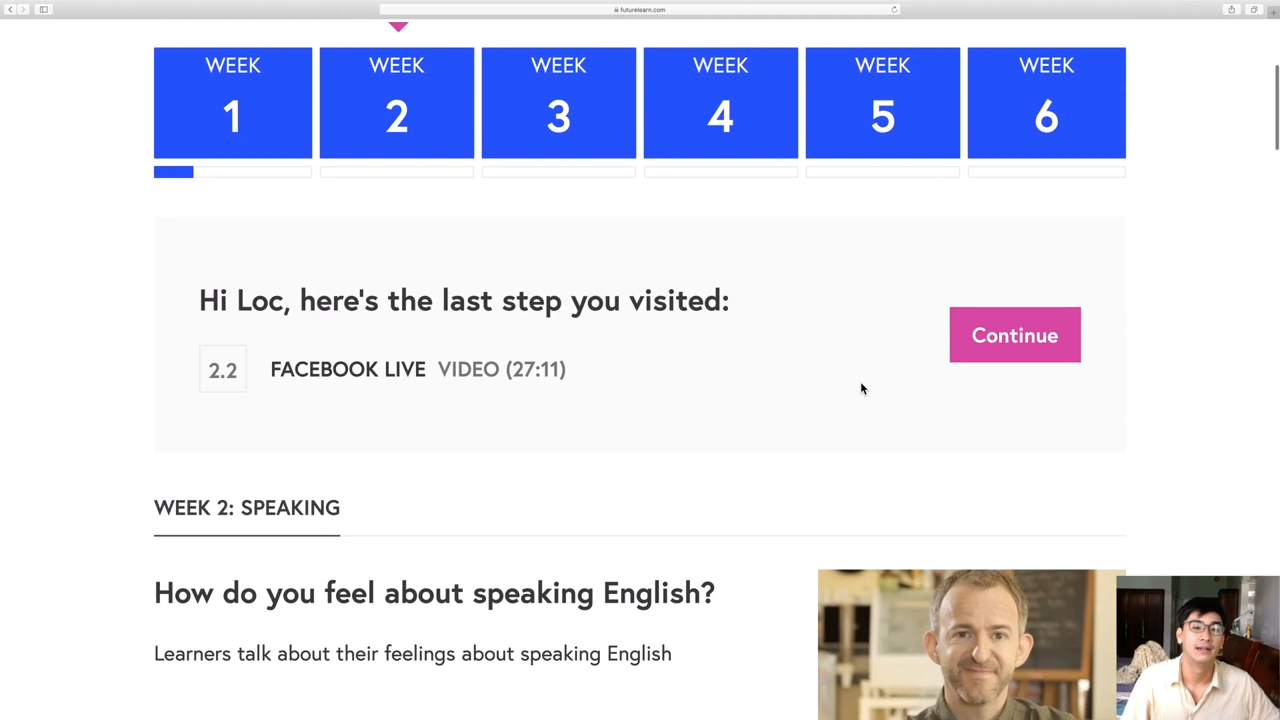 futurelearn.com
WEEK WEEK WEEK WEEK WEEK WEEK
1 2 3 4 5 6
Hi Loc, here's the last step you visited:
Continue
2.2 FACEBOOK LIVE VIDEO (27:11)
WEEK 2: SPEAKING
How do you feel about speaking English?
Learners talk about their feelings about speaking English